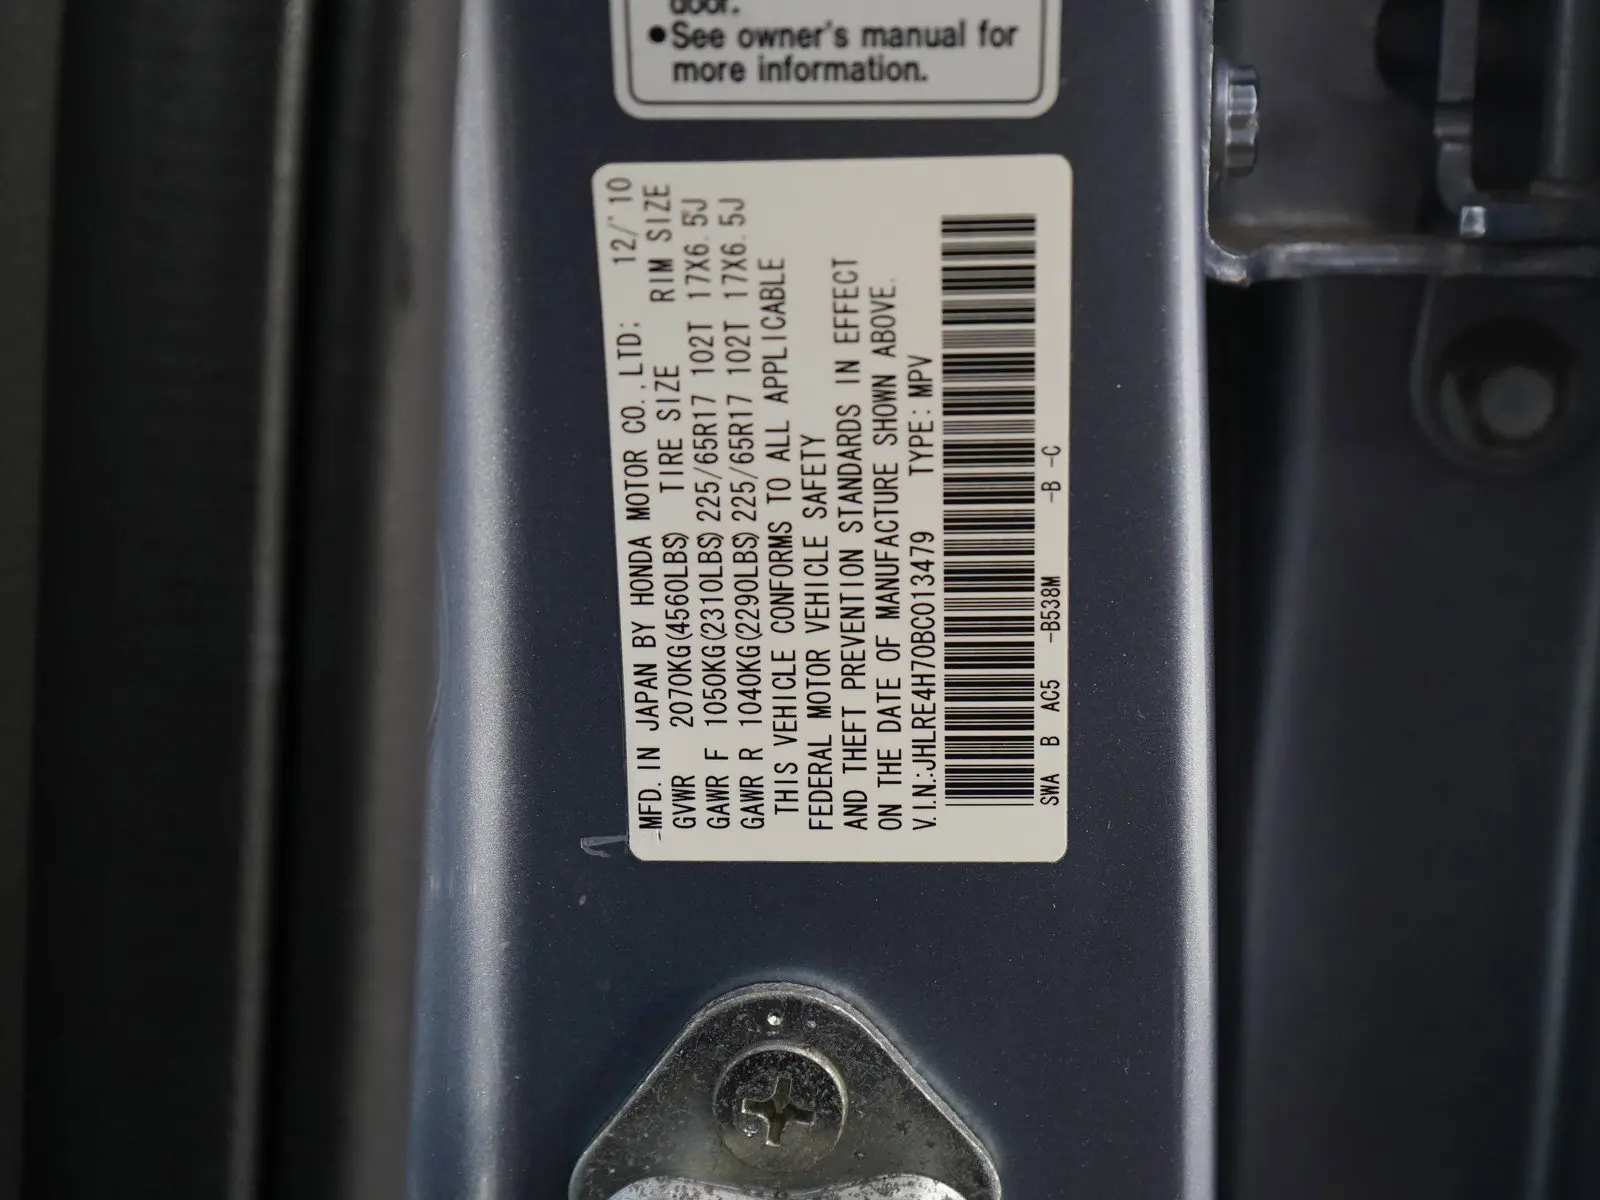 door.
●See owner's manual for
more information.
MFD. IN JAPAN BY HONDA MOTOR CO.,LTD: 12/'10
GVWR 2070KG(4560LBS) TIRE SIZE RIM SIZE
GAWR F 1050KG(2310LBS) 225/65R17 102T 17X6.5J
GAWR R 1040KG(2290LBS) 225/65R17 102T 17X6.5J
THIS VEHICLE CONFORMS TO ALL APPLICABLE
FEDERAL MOTOR VEHICLE SAFETY
AND THEFT PREVENTION STANDARDS IN EFFECT
ON THE DATE OF MANUFACTURE SHOWN ABOVE.
V.I.N.:JHLRE4H70BC013479 TYPE: MPV
SWA B AC5 -B538M -B -C